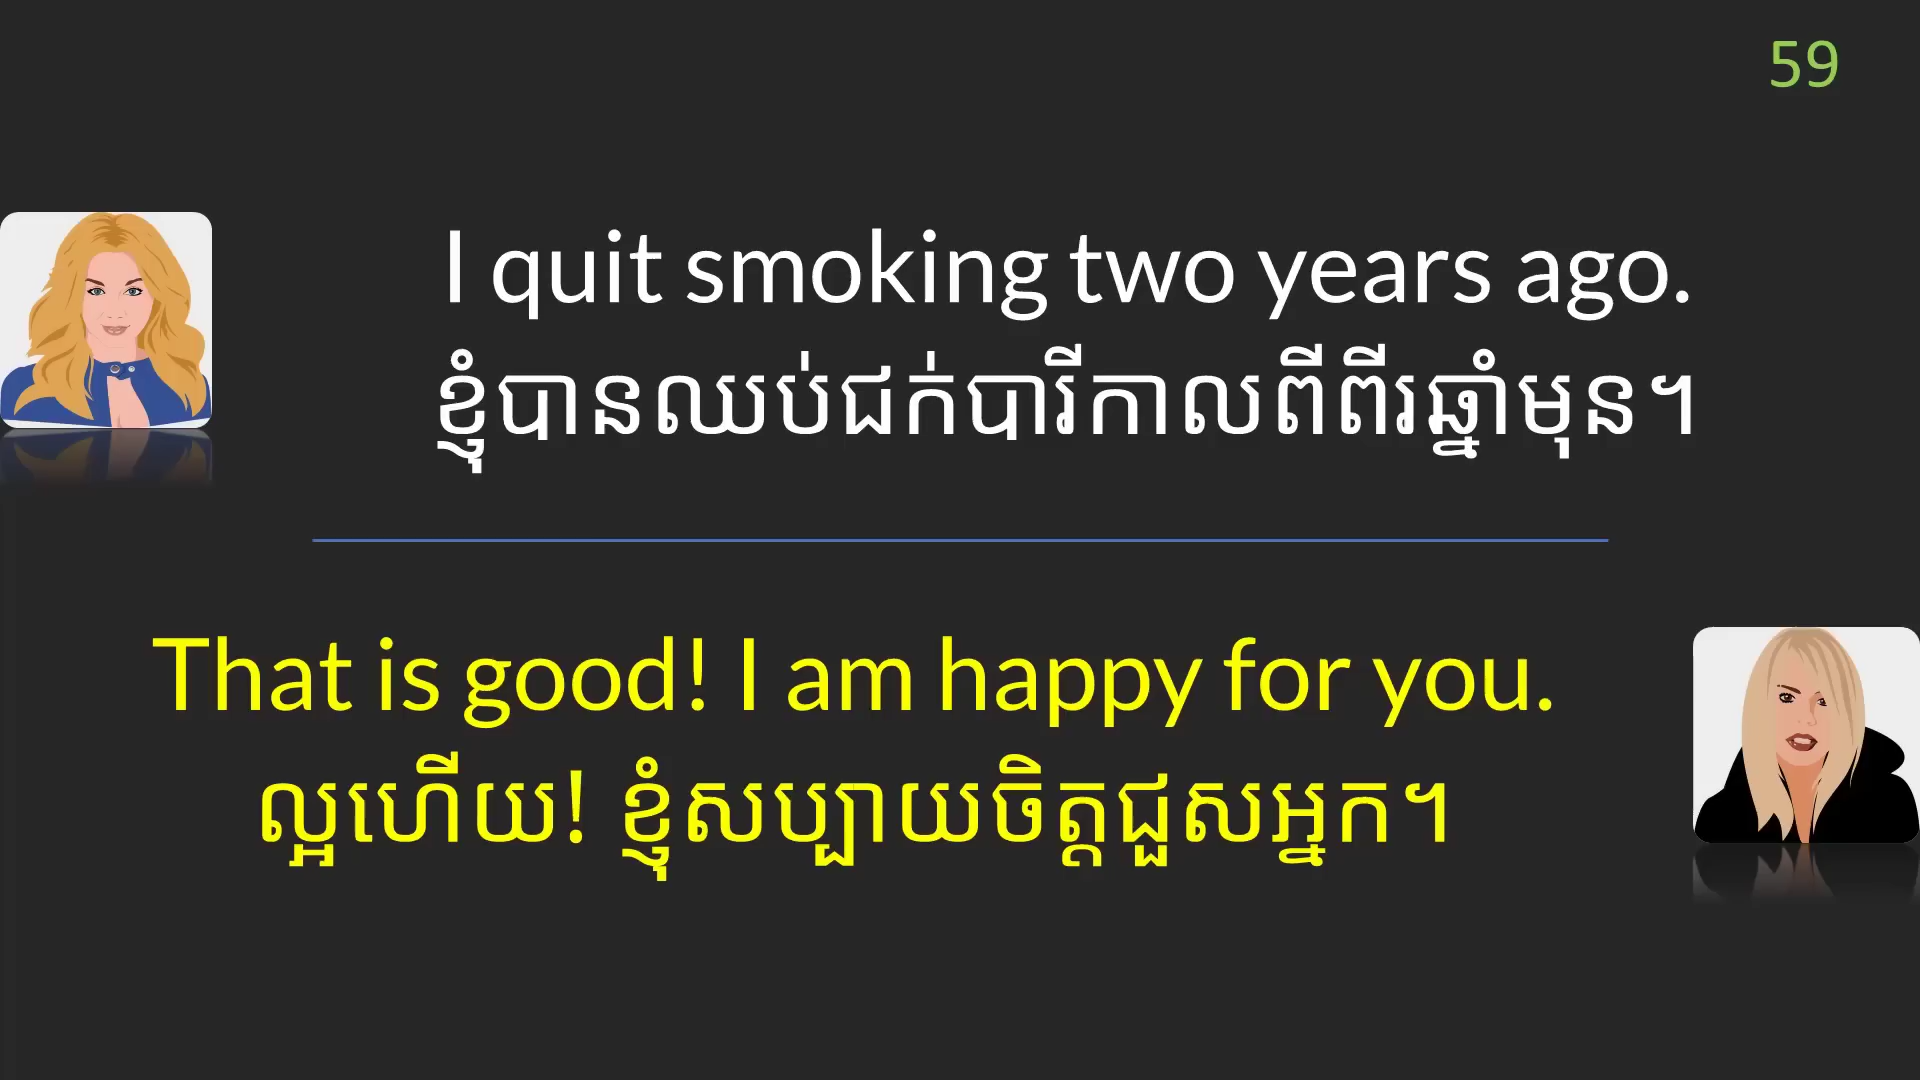 59
I quit smoking two years ago.
ខ្ញុំបានឈប់ជក់បារីកាលពីពីរឆ្នាំមុន។
That is good! I am happy for you.
ល្អហើយ! ខ្ញុំសប្បាយចិត្តជួសអ្នក។